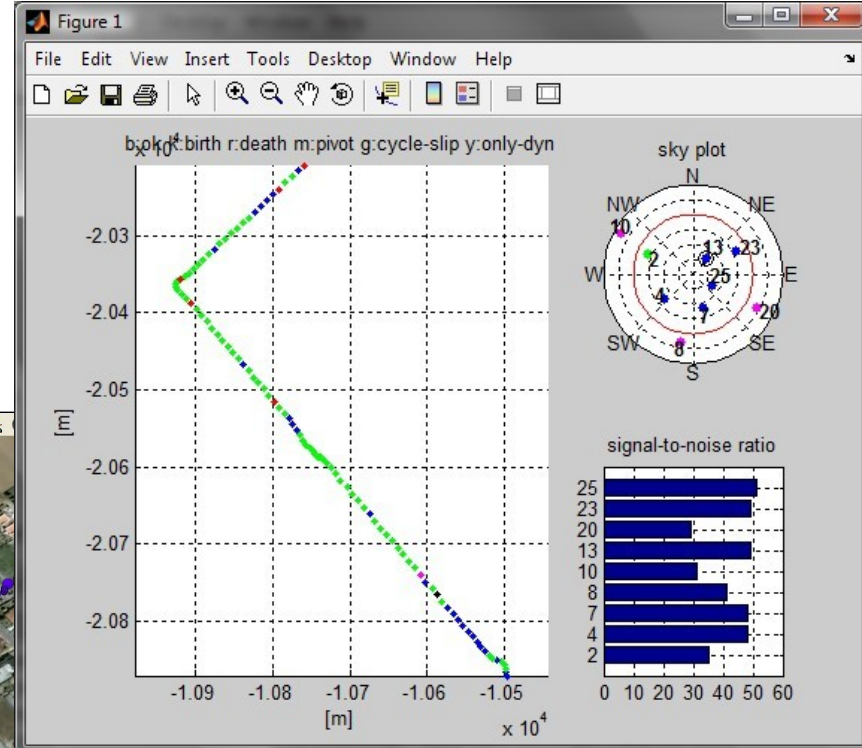 Figure 1
File Edit View Insert Tools Desktop Window Help
b:ok k:birth r:death m:pivot g:cycle-slip y:only-dyn
x 10^4
-2.03
-2.04
-2.05
-2.06
-2.07
-2.08
[m]
-1.09 -1.08 -1.07 -1.06 -1.05
[m]
x 10^4
sky plot
N
NW NE
10
13 23
2
W E
25
4
7 20
8
SW SE
S
signal-to-noise ratio
25
23
20
13
10
8
7
4
2
0 10 20 30 40 50 60